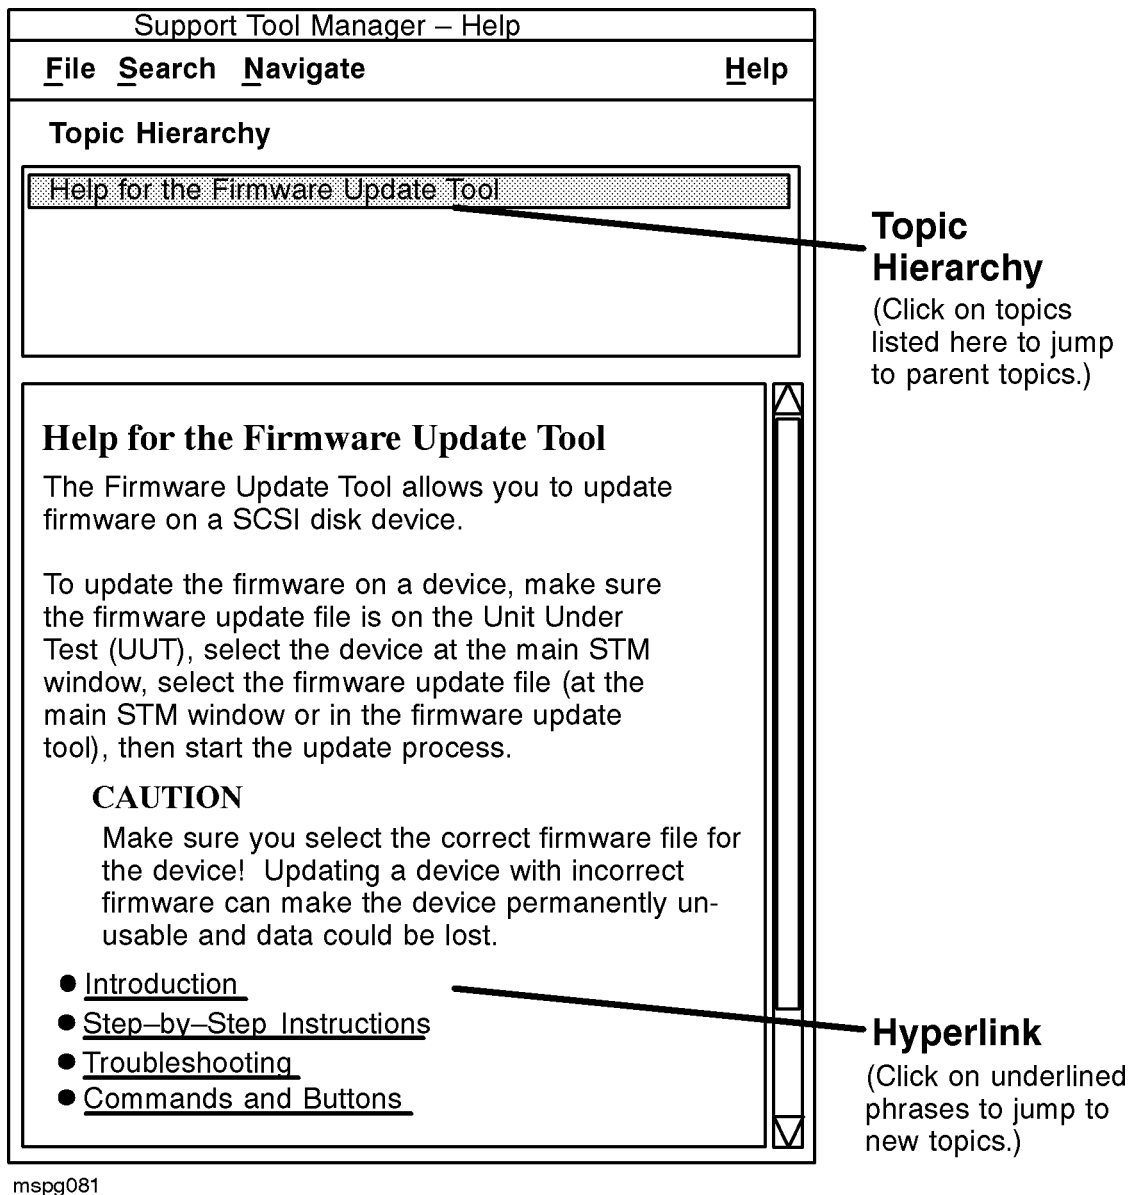 Support Tool Manager – Help
File Search Navigate Help
Topic Hierarchy
Help for the Firmware Update Tool
Topic
Hierarchy
(Click on topics
listed here to jump
to parent topics.)
Help for the Firmware Update Tool
The Firmware Update Tool allows you to update
firmware on a SCSI disk device.
To update the firmware on a device, make sure
the firmware update file is on the Unit Under
Test (UUT), select the device at the main STM
window, select the firmware update file (at the
main STM window or in the firmware update
tool), then start the update process.
CAUTION
Make sure you select the correct firmware file for
the device! Updating a device with incorrect
firmware can make the device permanently un-
usable and data could be lost.
● Introduction
● Step–by–Step Instructions
● Troubleshooting
● Commands and Buttons
Hyperlink
(Click on underlined
phrases to jump to
new topics.)
mspg081